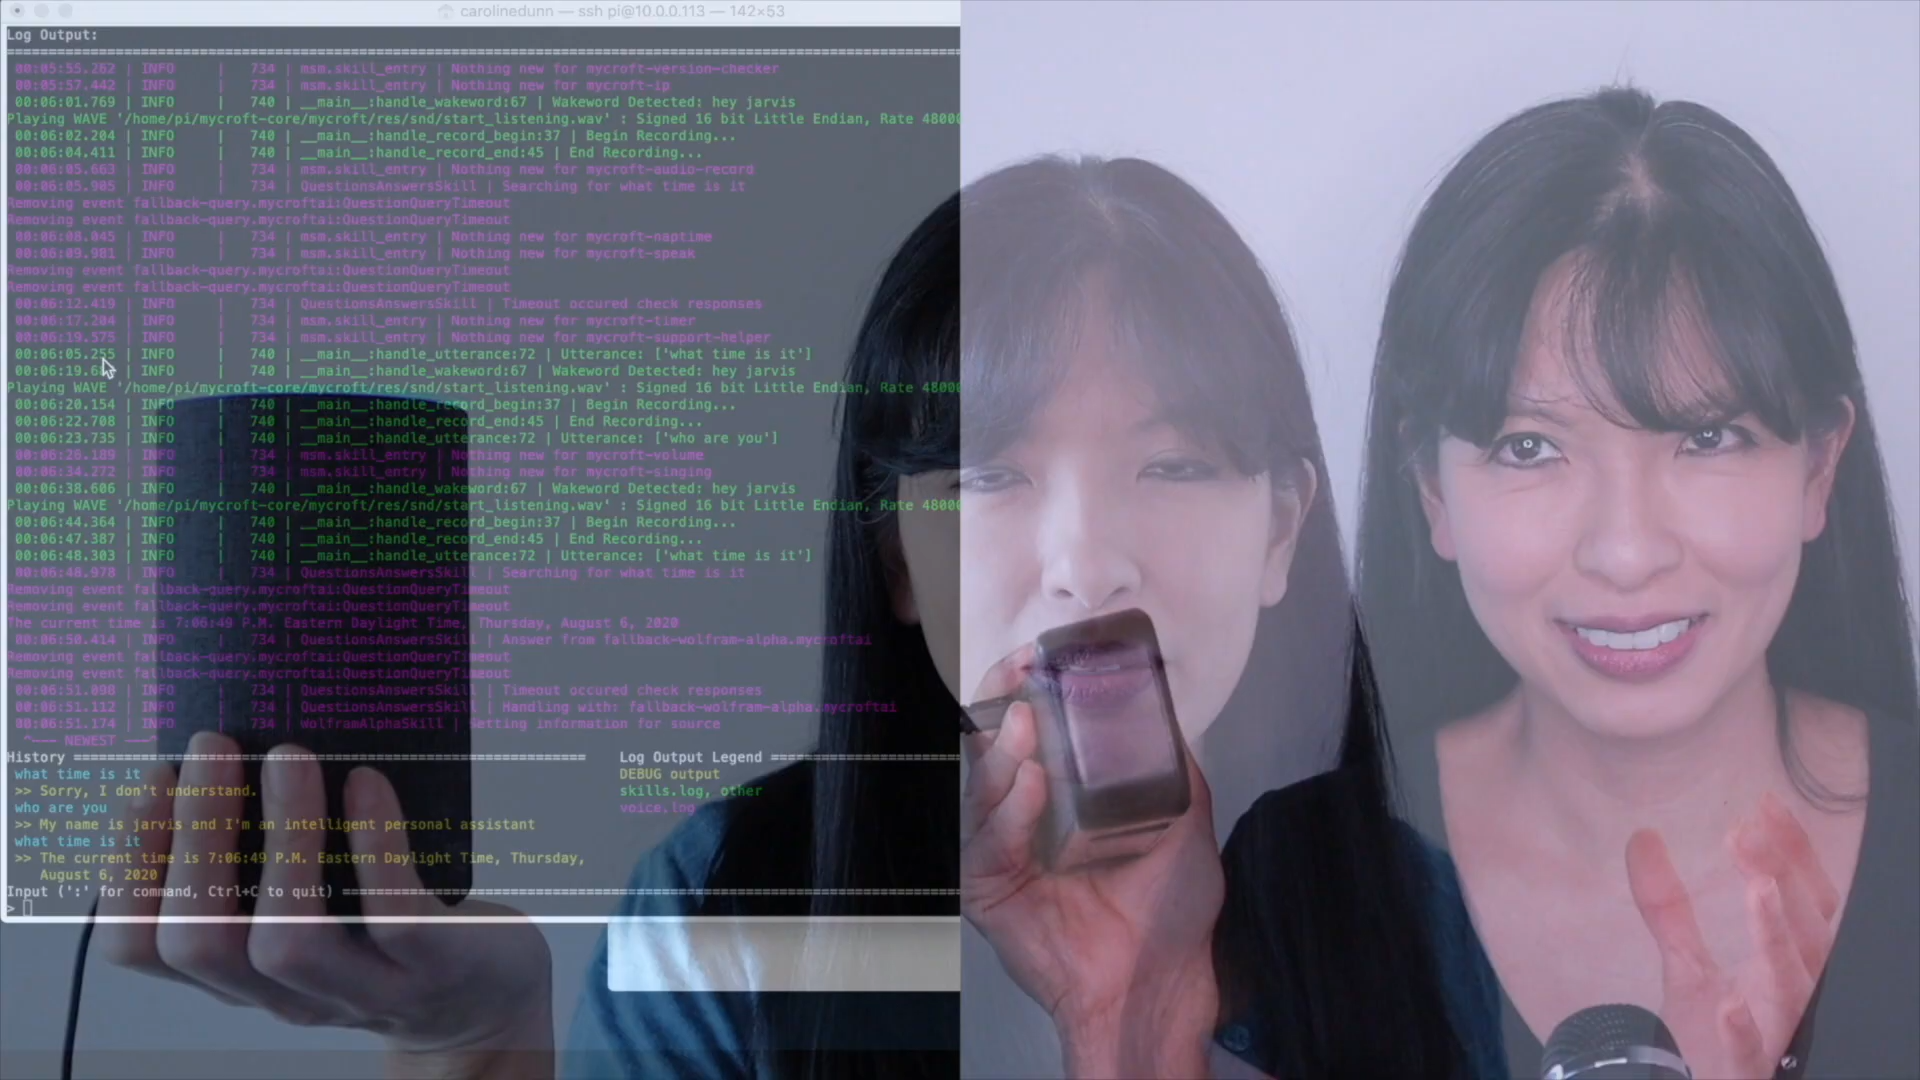 carolinedunn — ssh pi@10.0.0.113 — 142×53
Log Output:
00:05:55.262 | INFO | 734 | msm.skill_entry | Nothing new for mycroft-version-checker
00:05:57.442 | INFO | 734 | msm.skill_entry | Nothing new for mycroft-ip
00:06:01.769 | INFO | 740 | __main__:handle_wakeword:67 | Wakeword Detected: hey jarvis
Playing WAVE '/home/pi/mycroft-core/mycroft/res/snd/start_listening.wav' : Signed 16 bit Little Endian, Rate 48000
00:06:02.204 | INFO | 740 | __main__:handle_record_begin:37 | Begin Recording...
00:06:04.411 | INFO | 740 | __main__:handle_record_end:45 | End Recording...
00:06:05.663 | INFO | 734 | msm.skill_entry | Nothing new for mycroft-audio-record
00:06:05.905 | INFO | 734 | QuestionsAnswersSkill | Searching for what time is it
Removing event fallback-query.mycroftai:QuestionQueryTimeout
Removing event fallback-query.mycroftai:QuestionQueryTimeout
00:06:08.045 | INFO | 734 | msm.skill_entry | Nothing new for mycroft-naptime
00:06:09.981 | INFO | 734 | msm.skill_entry | Nothing new for mycroft-speak
Removing event fallback-query.mycroftai:QuestionQueryTimeout
Removing event fallback-query.mycroftai:QuestionQueryTimeout
00:06:12.419 | INFO | 734 | QuestionsAnswersSkill | Timeout occured check responses
00:06:17.204 | INFO | 734 | msm.skill_entry | Nothing new for mycroft-timer
00:06:19.575 | INFO | 734 | msm.skill_entry | Nothing new for mycroft-support-helper
00:06:05.255 | INFO | 740 | __main__:handle_utterance:72 | Utterance: ['what time is it']
| INFO | 740 | __main__:handle_wakeword:67 | Wakeword Detected: hey jarvis
Playing WAVE '/home/pi/mycroft-core/mycroft/res/snd/start_listening.wav' : Signed 16 bit Little Endian, Rate 48000
00:06:20.154 | INFO | 740 | __main__:handle_record_begin:37 | Begin Recording...
00:06:22.708 | INFO | 740 | __main__:handle_record_end:45 | End Recording...
00:06:23.735 | INFO | 740 | __main__:handle_utterance:72 | Utterance: ['who are you']
00:06:26.189 | INFO | 734 | msm.skill_entry | Nothing new for mycroft-volume
00:06:34.272 | INFO | 734 | msm.skill_entry | Nothing new for mycroft-singing
00:06:38.606 | INFO | 740 | __main__:handle_wakeword:67 | Wakeword Detected: hey jarvis
Playing WAVE '/home/pi/mycroft-core/mycroft/res/snd/start_listening.wav' : Signed 16 bit Little Endian, Rate 48000
00:06:44.364 | INFO | 740 | __main__:handle_record_begin:37 | Begin Recording...
00:06:47.387 | INFO | 740 | __main__:handle_record_end:45 | End Recording...
00:06:48.303 | INFO | 740 | __main__:handle_utterance:72 | Utterance: ['what time is it']
00:06:48.978 | INFO | 734 | QuestionsAnswersSkill | Searching for what time is it
Removing event fallback-query.mycroftai:QuestionQueryTimeout
Removing event fallback-query.mycroftai:QuestionQueryTimeout
The current time is 7:06:49 P.M. Eastern Daylight Time, Thursday, August 6, 2020
00:06:50.414 | INFO | 734 | QuestionsAnswersSkill | Answer from fallback-wolfram-alpha.mycroftai
Removing event fallback-query.mycroftai:QuestionQueryTimeout
Removing event fallback-query.mycroftai:QuestionQueryTimeout
00:06:51.098 | INFO | 734 | QuestionsAnswersSkill | Timeout occured check responses
00:06:51.112 | INFO | 734 | QuestionsAnswersSkill | Handling with: fallback-wolfram-alpha.mycroftai
00:06:51.174 | INFO | 734 | WolframAlphaSkill | Setting information for source
^--- NEWEST ---^
History
what time is it
>> Sorry, I don't understand.
who are you
>> My name is jarvis and I'm an intelligent personal assistant
what time is it
>> The current time is 7:06:49 P.M. Eastern Daylight Time, Thursday,
August 6, 2020
Log Output Legend
DEBUG output
skills.log, other
voice.log
Input (':' for command, Ctrl+C to quit)
>